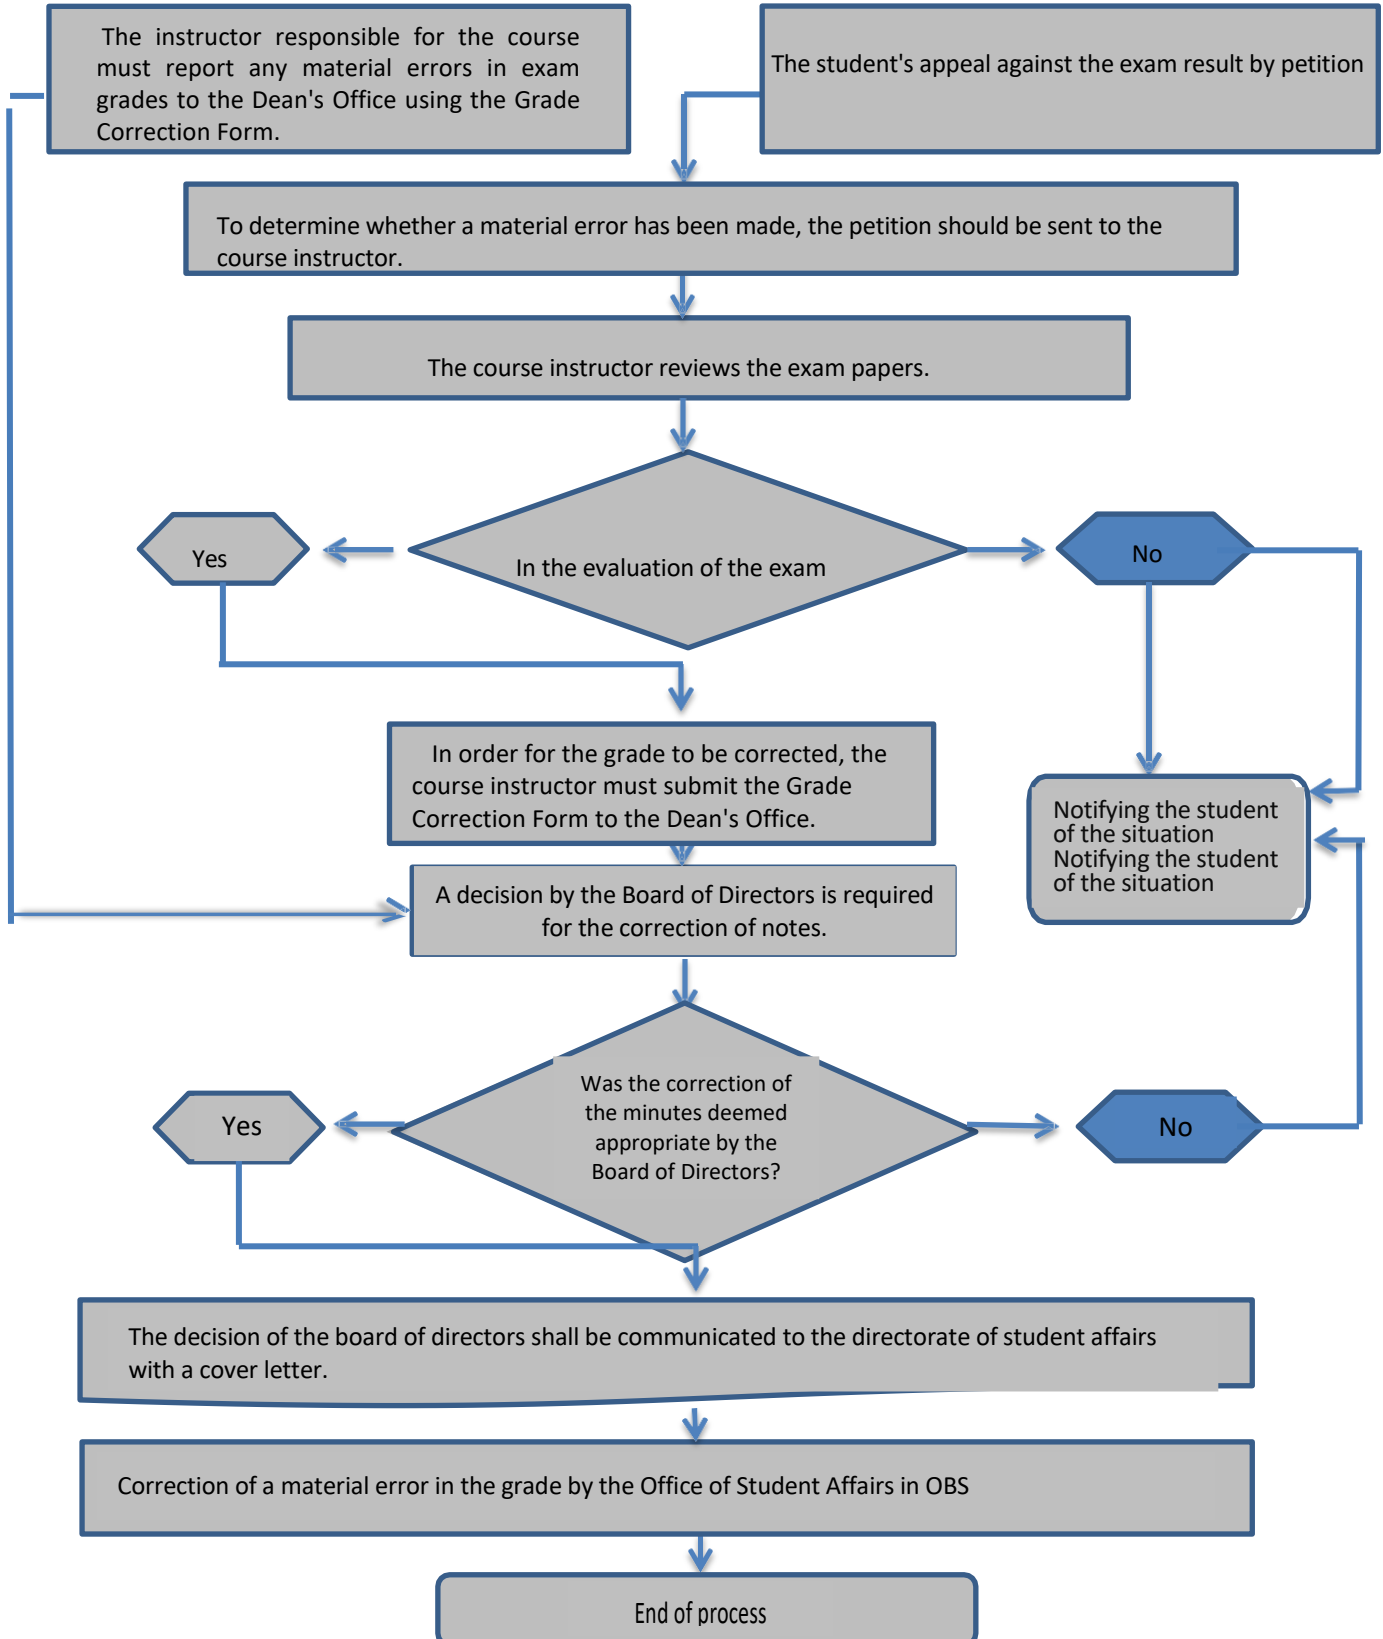 The instructor responsible for the course
must report any material errors in exam
grades to the Dean's Office using the Grade
Correction Form.
The student's appeal against the exam result by petition
To determine whether a material error has been made, the petition should be sent to the
course instructor.
The course instructor reviews the exam papers.
Yes
In the evaluation of the exam
No
In order for the grade to be corrected, the
course instructor must submit the Grade
Correction Form to the Dean's Office.
Notifying the student
of the situation
Notifying the student
of the situation
A decision by the Board of Directors is required
for the correction of notes.
Was the correction of
the minutes deemed
appropriate by the
Board of Directors?
Yes
No
The decision of the board of directors shall be communicated to the directorate of student affairs
with a cover letter.
Correction of a material error in the grade by the Office of Student Affairs in OBS
End of process